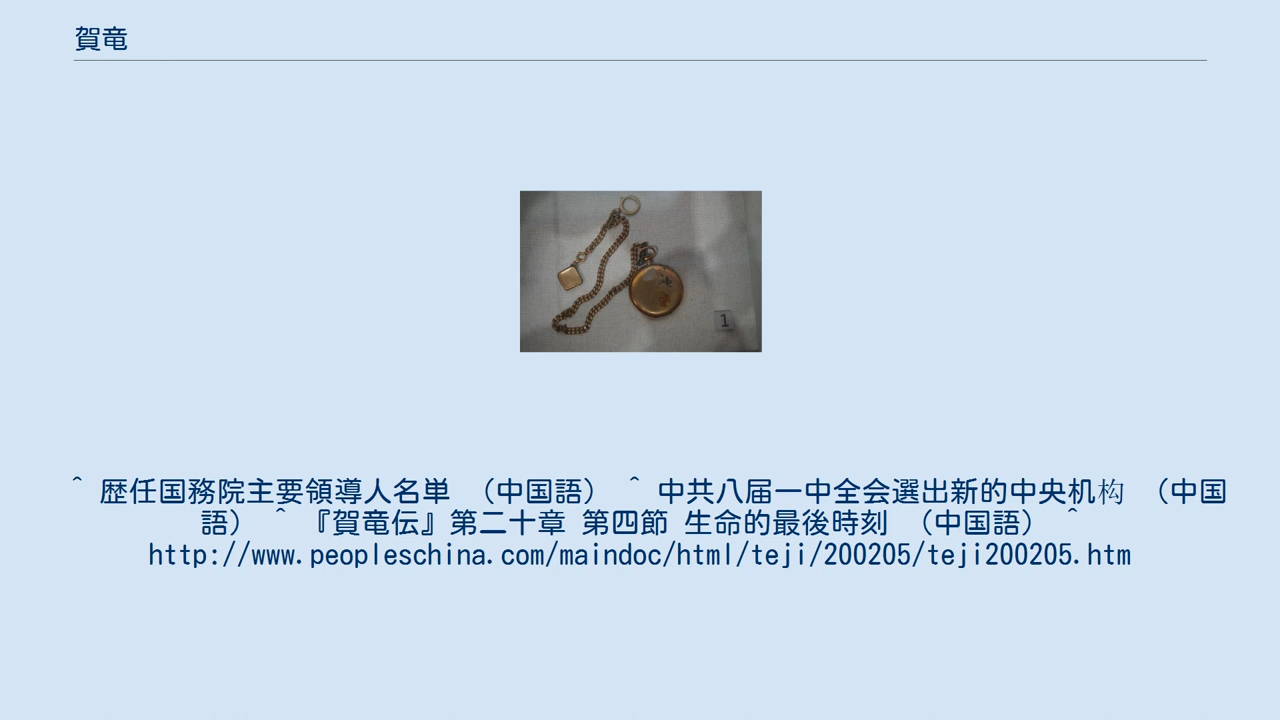 賀竜
1
^ 歴任国務院主要領導人名単 （中国語） ^ 中共八届一中全会選出新的中央机构 （中国
語） ^ 『賀竜伝』第二十章 第四節 生命的最後時刻 （中国語） ^
http://www.peopleschina.com/maindoc/html/teji/200205/teji200205.htm